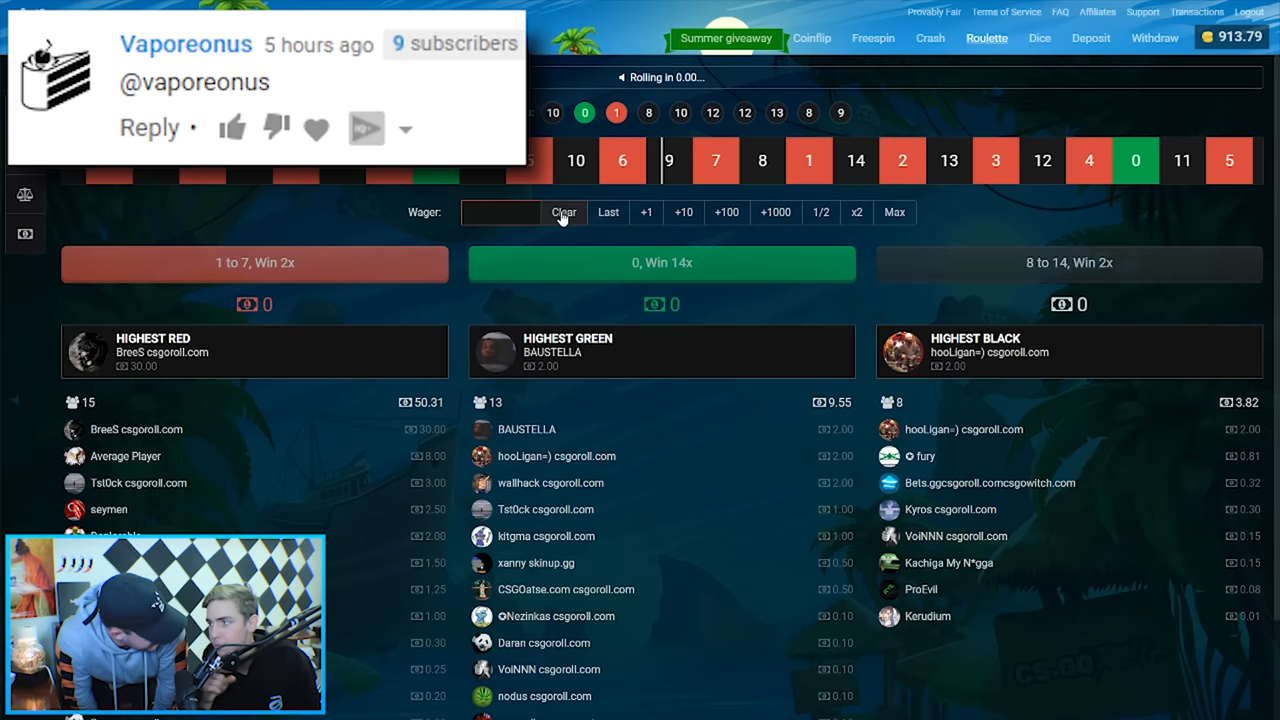 Provably Fair Terms of Service FAQ Affiliates Support Transactions Logout
Summer giveaway Coinflip Freespin Crash Roulette Dice Deposit Withdraw 913.79
Vaporeonus 5 hours ago 9 subscribers
@vaporeonus
Reply
Rolling in 0.00...
10 0 1 8 10 12 12 13 8 9
10 6 9 7 8 1 14 2 13 3 12 4 0 11 5
Wager: Clear Last +1 +10 +100 +1000 1/2 x2 Max
1 to 7, Win 2x
0, Win 14x
8 to 14, Win 2x
0
0
0
HIGHEST RED
BreeS csgoroll.com
30.00
HIGHEST GREEN
BAUSTELLA
2.00
HIGHEST BLACK
hooLigan=) csgoroll.com
2.00
15 50.31
BreeS csgoroll.com 30.00
Average Player 8.00
Tst0ck csgoroll.com 3.00
seymen 2.50
2.00
1.50
1.25
1.00
0.30
0.25
0.20
13 9.55
BAUSTELLA 2.00
hooLigan=) csgoroll.com 2.00
wallhack csgoroll.com 2.00
Tst0ck csgoroll.com 1.00
kitgma csgoroll.com 1.00
xanny skinup.gg 0.50
CSGOatse.com csgoroll.com 0.50
✪Nezinkas csgoroll.com 0.10
Daran csgoroll.com 0.10
VoiNNN csgoroll.com 0.10
nodus csgoroll.com 0.10
8 3.82
hooLigan=) csgoroll.com 2.00
✪ fury 0.81
Bets.ggcsgoroll.comcsgowitch.com 0.32
Kyros csgoroll.com 0.30
VoiNNN csgoroll.com 0.15
Kachiga My N*gga 0.15
ProEvil 0.08
Kerudium 0.01